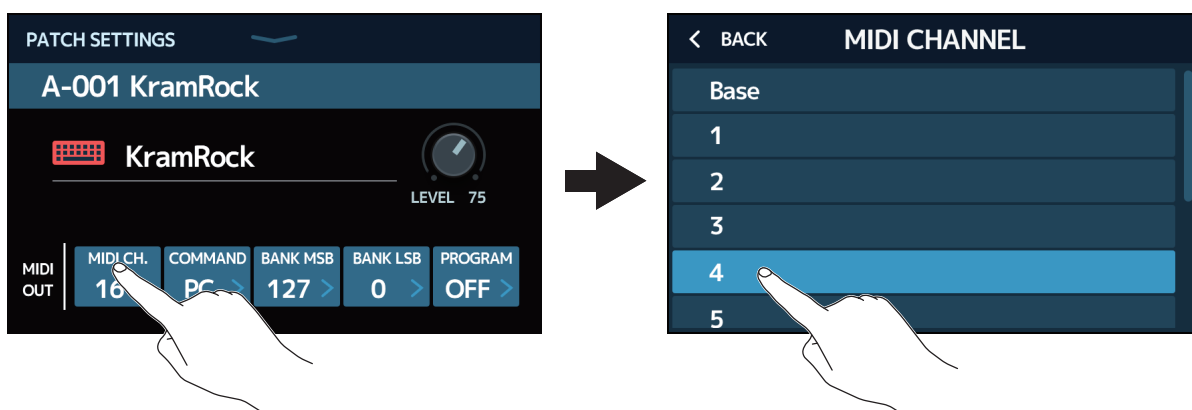 PATCH SETTINGS
A-001 KramRock
KramRock
LEVEL 75
MIDI OUT
MIDI CH. COMMAND BANK MSB BANK LSB PROGRAM
16 PC > 127 > 0 > OFF >
< BACK MIDI CHANNEL
Base
1
2
3
4
5